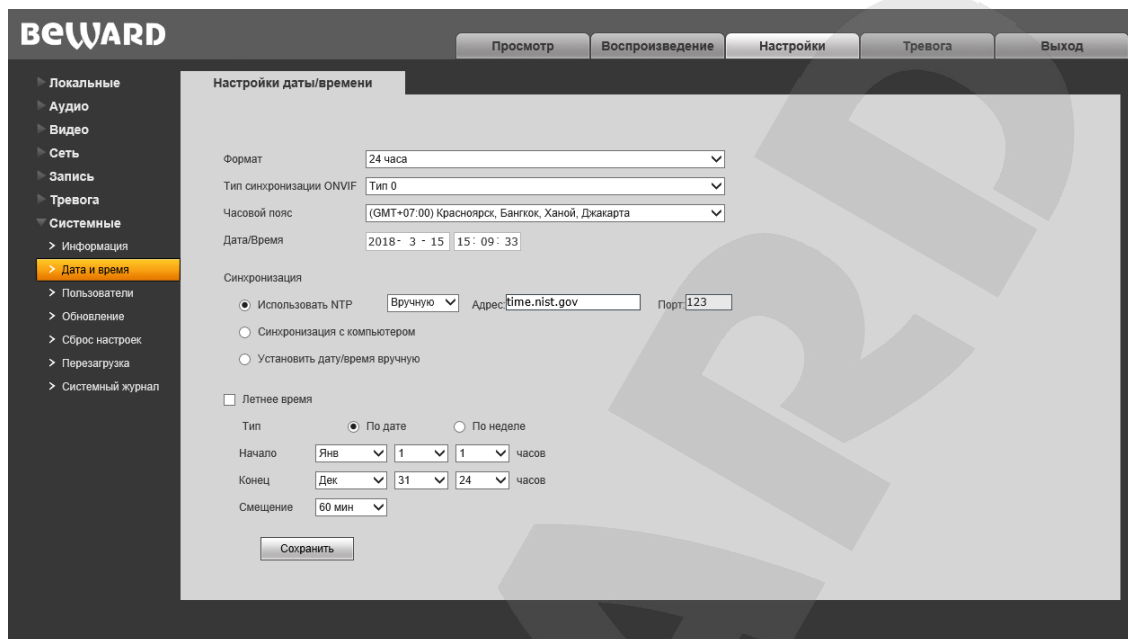 BEWARD
Просмотр Воспроизведение Настройки Тревога Выход
Локальные
Аудио
Видео
Сеть
Запись
Тревога
Системные
Информация
Дата и время
Пользователи
Обновление
Сброс настроек
Перезагрузка
Системный журнал
Настройки даты/времени
Формат 24 часа
Тип синхронизации ONVIF Тип 0
Часовой пояс (GMT+07:00) Красноярск, Бангкок, Ханой, Джакарта
Дата/Время 2018- 3 - 15 15: 09: 33
Синхронизация
Использовать NTP Вручную Адрес: time.nist.gov Порт: 123
Синхронизация с компьютером
Установить дату/время вручную
Летнее время
Тип По дате По неделе
Начало Янв 1 1 часов
Конец Дек 31 24 часов
Смещение 60 мин
Сохранить